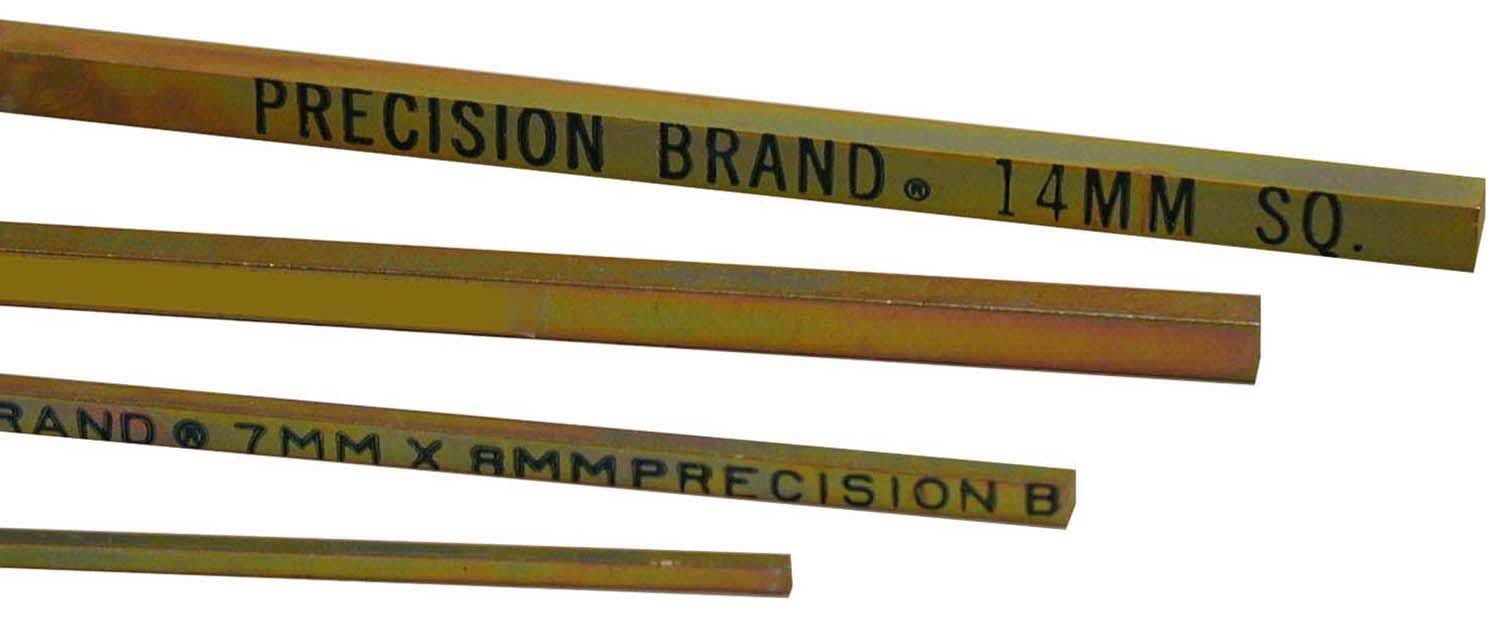 PRECISION BRAND® 14MM SQ.
RAND® 7MM X 8MMPRECISION B